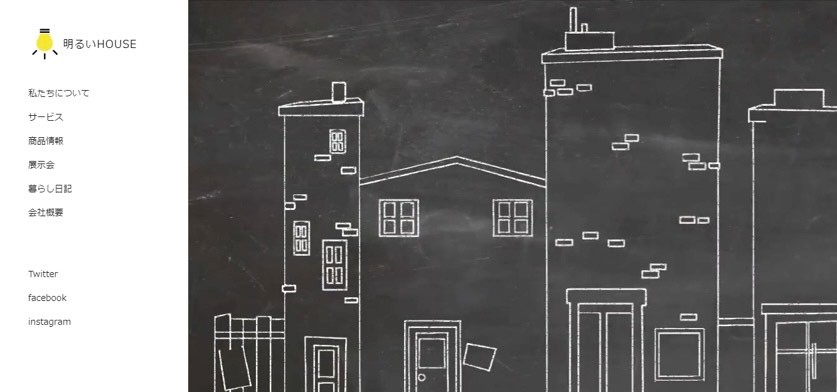 明るいHOUSE
私たちについて
サービス
商品情報
展示会
暮らし日記
会社概要
Twitter
facebook
instagram